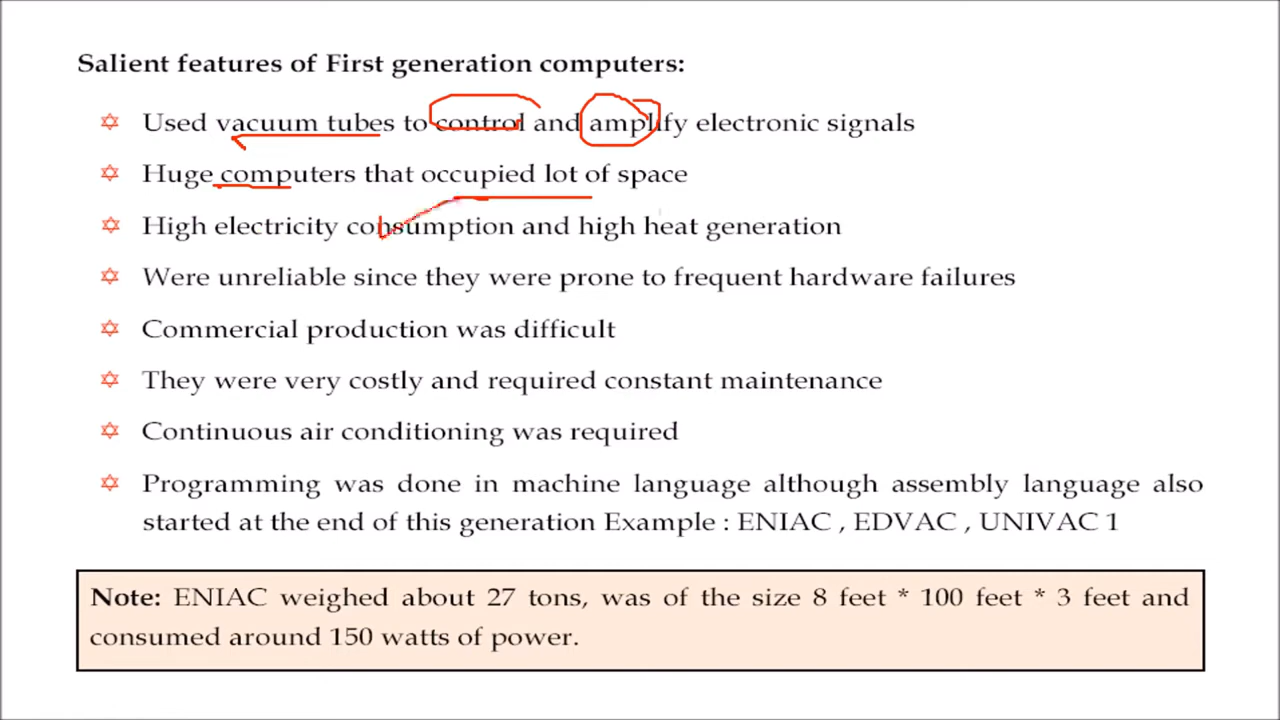 Salient features of First generation computers:
Used vacuum tubes to control and amplify electronic signals
Huge computers that occupied lot of space
High electricity consumption and high heat generation
Were unreliable since they were prone to frequent hardware failures
Commercial production was difficult
They were very costly and required constant maintenance
Continuous air conditioning was required
Programming was done in machine language although assembly language also
started at the end of this generation Example : ENIAC , EDVAC , UNIVAC 1
Note: ENIAC weighed about 27 tons, was of the size 8 feet * 100 feet * 3 feet and
consumed around 150 watts of power.